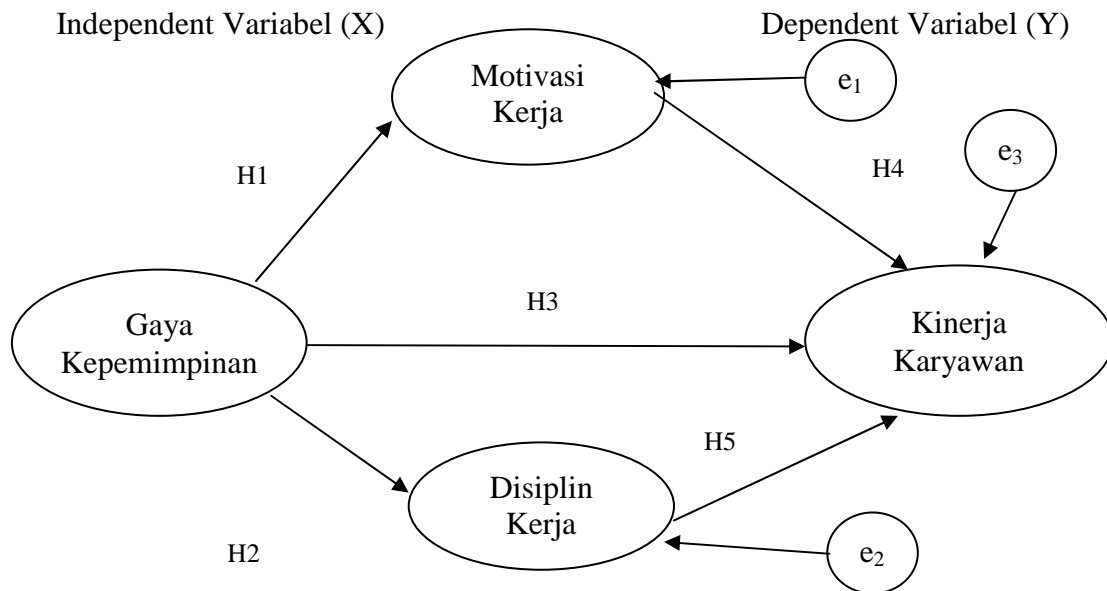 Independent Variabel (X)
Dependent Variabel (Y)
Motivasi
Kerja
e₁
e₃
H1
H4
H3
Gaya
Kepemimpinan
Kinerja
Karyawan
H5
Disiplin
Kerja
H2
e₂